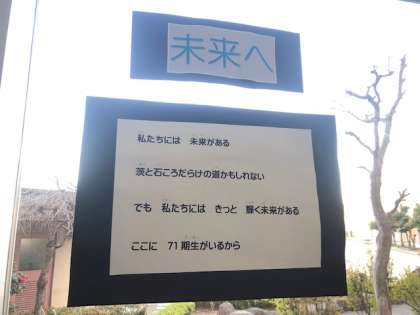 未来へ
私たちには 未来がある
茨と石ころだらけの道かもしれない
でも 私たちには きっと 輝く未来がある
ここに 71期生がいるから